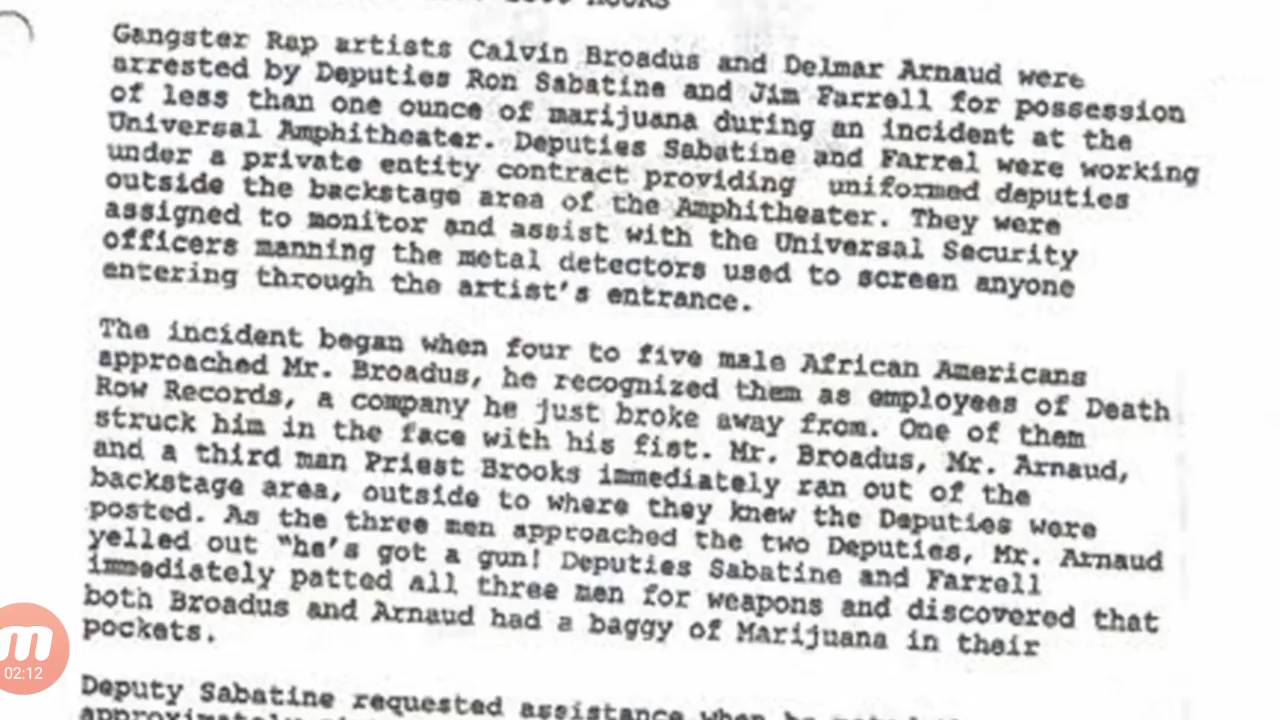 HOURS
Gangster Rap artists Calvin Broadus and Delmar Arnaud were
arrested by Deputies Ron Sabatine and Jim Farrell for possession
of less than one ounce of marijuana during an incident at the
Universal Amphitheater. Deputies Sabatine and Farrel were working
under a private entity contract providing uniformed deputies
outside the backstage area of the Amphitheater. They were
assigned to monitor and assist with the Universal Security
officers manning the metal detectors used to screen anyone
entering through the artist's entrance.
The incident began when four to five male African Americans
approached Mr. Broadus, he recognized them as employees of Death
Row Records, a company he just broke away from. One of them
struck him in the face with his fist. Mr. Broadus, Mr. Arnaud,
and a third man Priest Brooks immediately ran out of the
backstage area, outside to where they knew the Deputies were
posted. As the three men approached the two Deputies, Mr. Arnaud
yelled out "he's got a gun! Deputies Sabatine and Farrell
immediately patted all three men for weapons and discovered that
both Broadus and Arnaud had a baggy of Marijuana in their
pockets.
Deputy Sabatine requested assistance when he
approximately
m
02:12